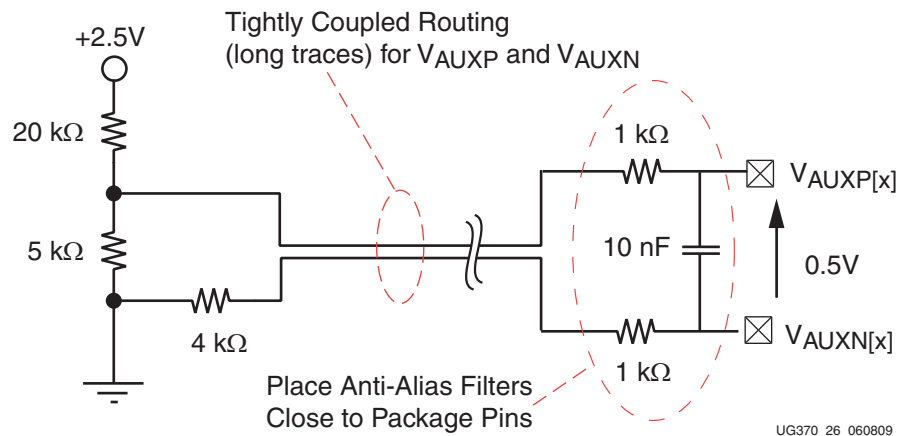 Tightly Coupled Routing
(long traces) for VAUXP and VAUXN
+2.5V
20 kΩ
5 kΩ
4 kΩ
1 kΩ
10 nF
1 kΩ
VAUXP[x]
0.5V
VAUXN[x]
Place Anti-Alias Filters
Close to Package Pins
UG370_26_060809